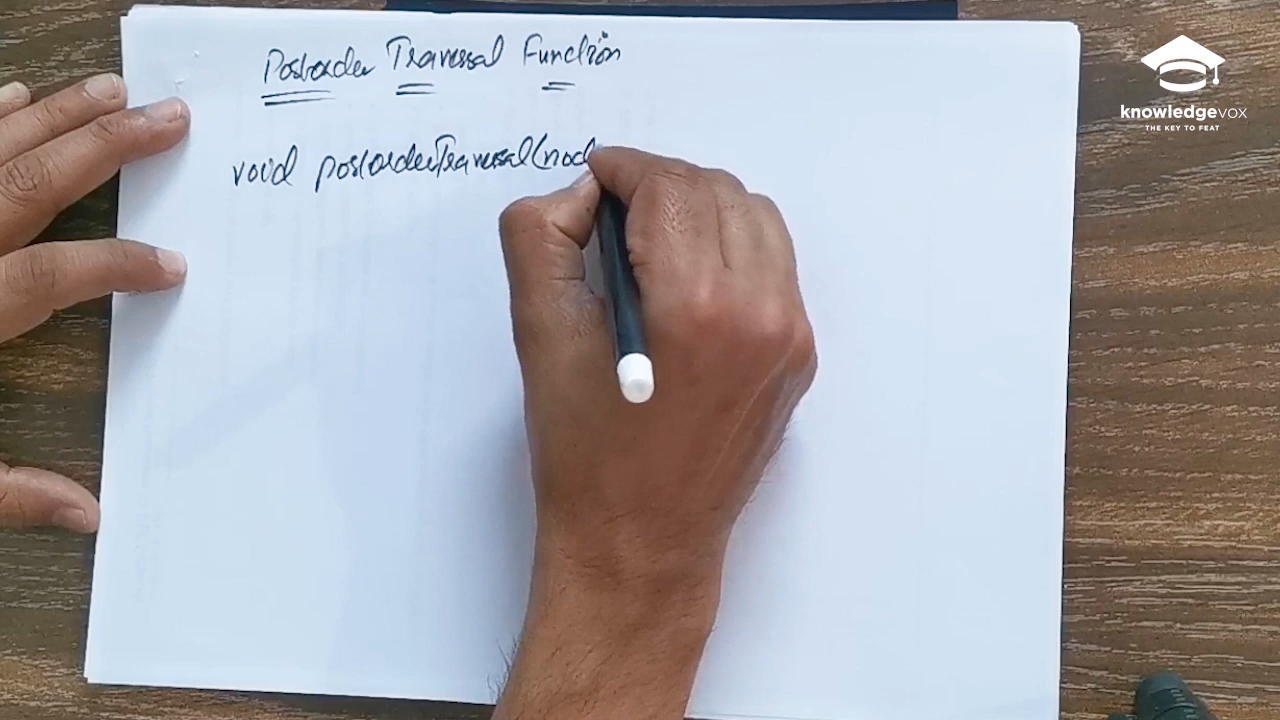 Postorder Traversal Function
void postorderTraversal(nod
knowledgevox
THE KEY TO FEAT